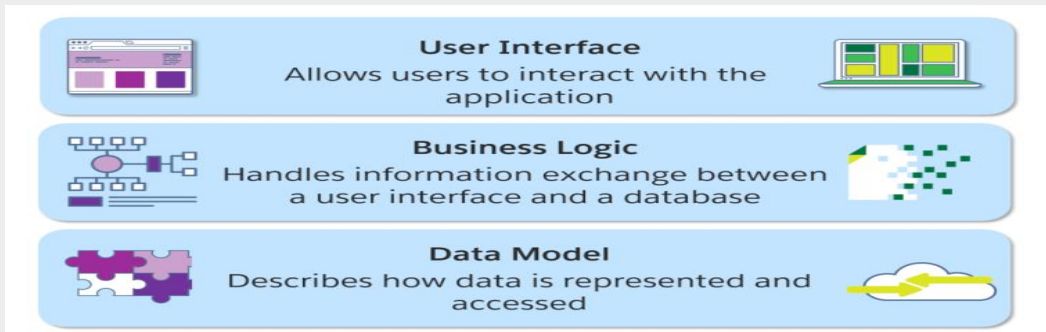 User Interface
Allows users to interact with the
application
Business Logic
Handles information exchange between
a user interface and a database
Data Model
Describes how data is represented and
accessed